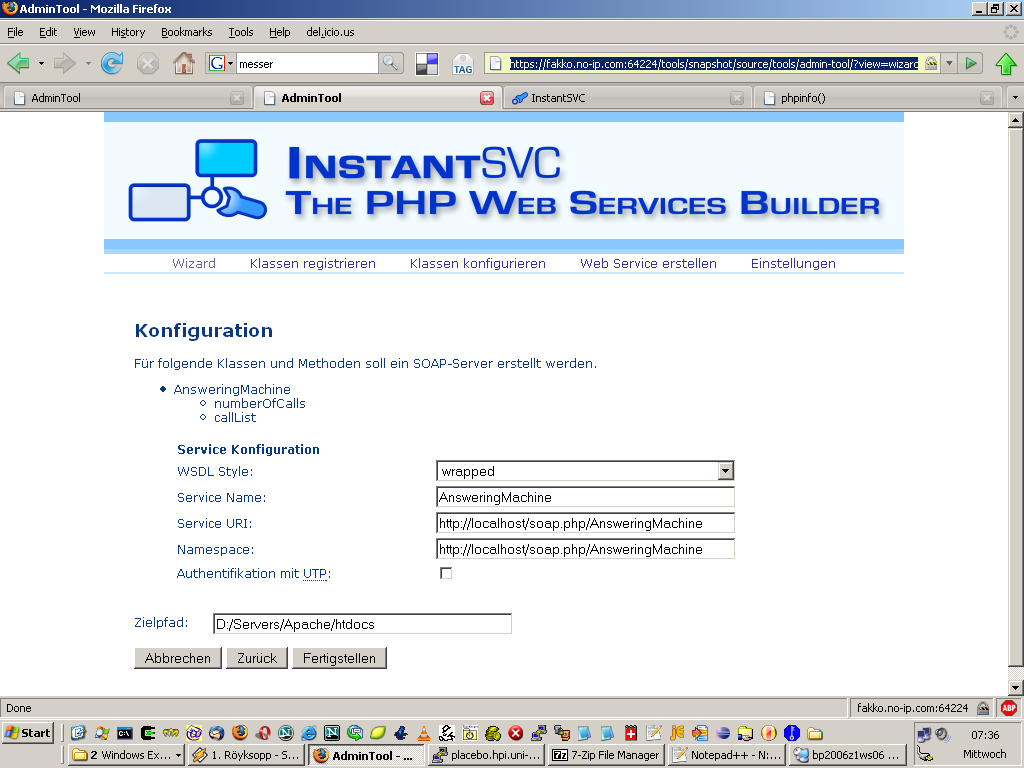 AdminTool - Mozilla Firefox
File Edit View History Bookmarks Tools Help del.icio.us
G messer TAG https://fakko.no-ip.com:64224/tools/snapshot/source/tools/admin-tool/?view=wizard
AdminTool AdminTool InstantSVC phpinfo()
INSTANTSVC
THE PHP WEB SERVICES BUILDER
Wizard Klassen registrieren Klassen konfigurieren Web Service erstellen Einstellungen
Konfiguration
Für folgende Klassen und Methoden soll ein SOAP-Server erstellt werden.
AnsweringMachine
numberOfCalls
callList
Service Konfiguration
WSDL Style: wrapped
Service Name: AnsweringMachine
Service URI: http://localhost/soap.php/AnsweringMachine
Namespace: http://localhost/soap.php/AnsweringMachine
Authentifikation mit UTP:
Zielpfad: D:/Servers/Apache/htdocs
Abbrechen Zurück Fertigstellen
Done fakko.no-ip.com:64224 ABP
Start 07:36
2 Windows Ex... 1. Röyksopp - S... AdminTool - ... placebo.hpi.uni-... 7z 7-Zip File Manager Notepad++ - N:... bp2006z1ws06 ... Mittwoch